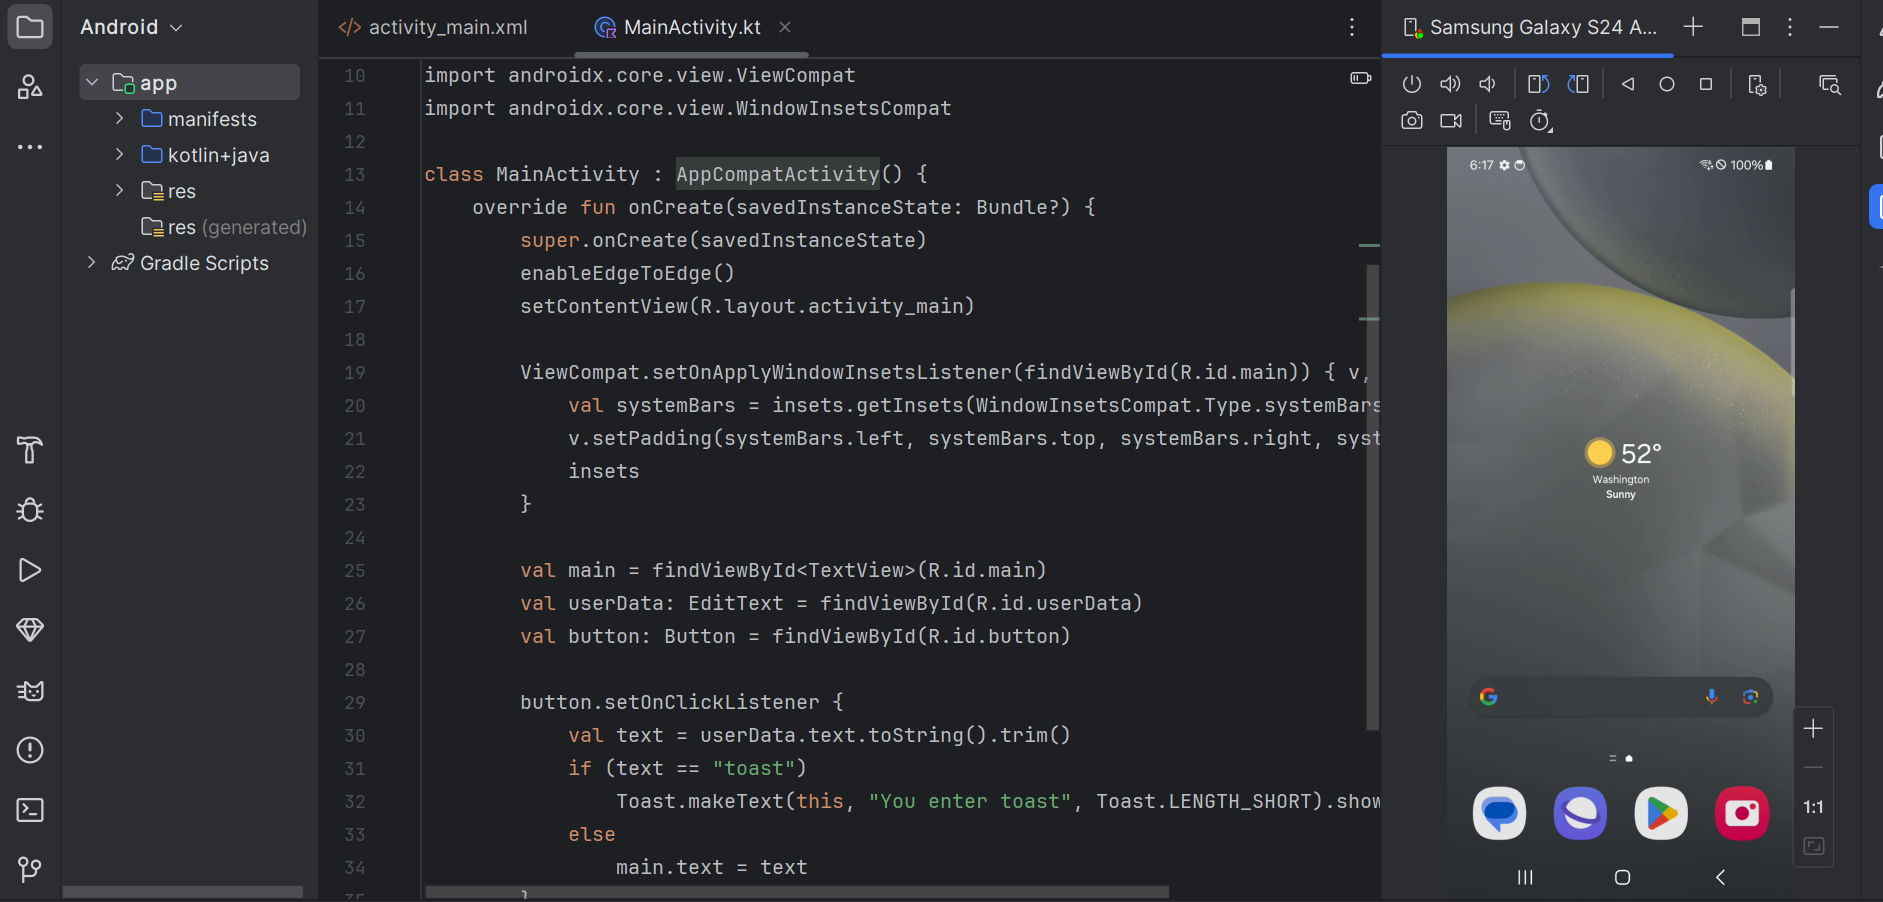 Android
activity_main.xml
MainActivity.kt
Samsung Galaxy S24 A...
app
manifests
kotlin+java
res
res (generated)
Gradle Scripts
10 import androidx.core.view.ViewCompat
11 import androidx.core.view.WindowInsetsCompat
12
13 class MainActivity : AppCompatActivity() {
14 override fun onCreate(savedInstanceState: Bundle?) {
15 super.onCreate(savedInstanceState)
16 enableEdgeToEdge()
17 setContentView(R.layout.activity_main)
18
19 ViewCompat.setOnApplyWindowInsetsListener(findViewById(R.id.main)) { v,
20 val systemBars = insets.getInsets(WindowInsetsCompat.Type.systemBars
21 v.setPadding(systemBars.left, systemBars.top, systemBars.right, syst
22 insets
23 }
24
25 val main = findViewById<TextView>(R.id.main)
26 val userData: EditText = findViewById(R.id.userData)
27 val button: Button = findViewById(R.id.button)
28
29 button.setOnClickListener {
30 val text = userData.text.toString().trim()
31 if (text == "toast")
32 Toast.makeText(this, "You enter toast", Toast.LENGTH_SHORT).show
33 else
34 main.text = text
35 }
6:17
100%
52°
Washington
Sunny
1:1